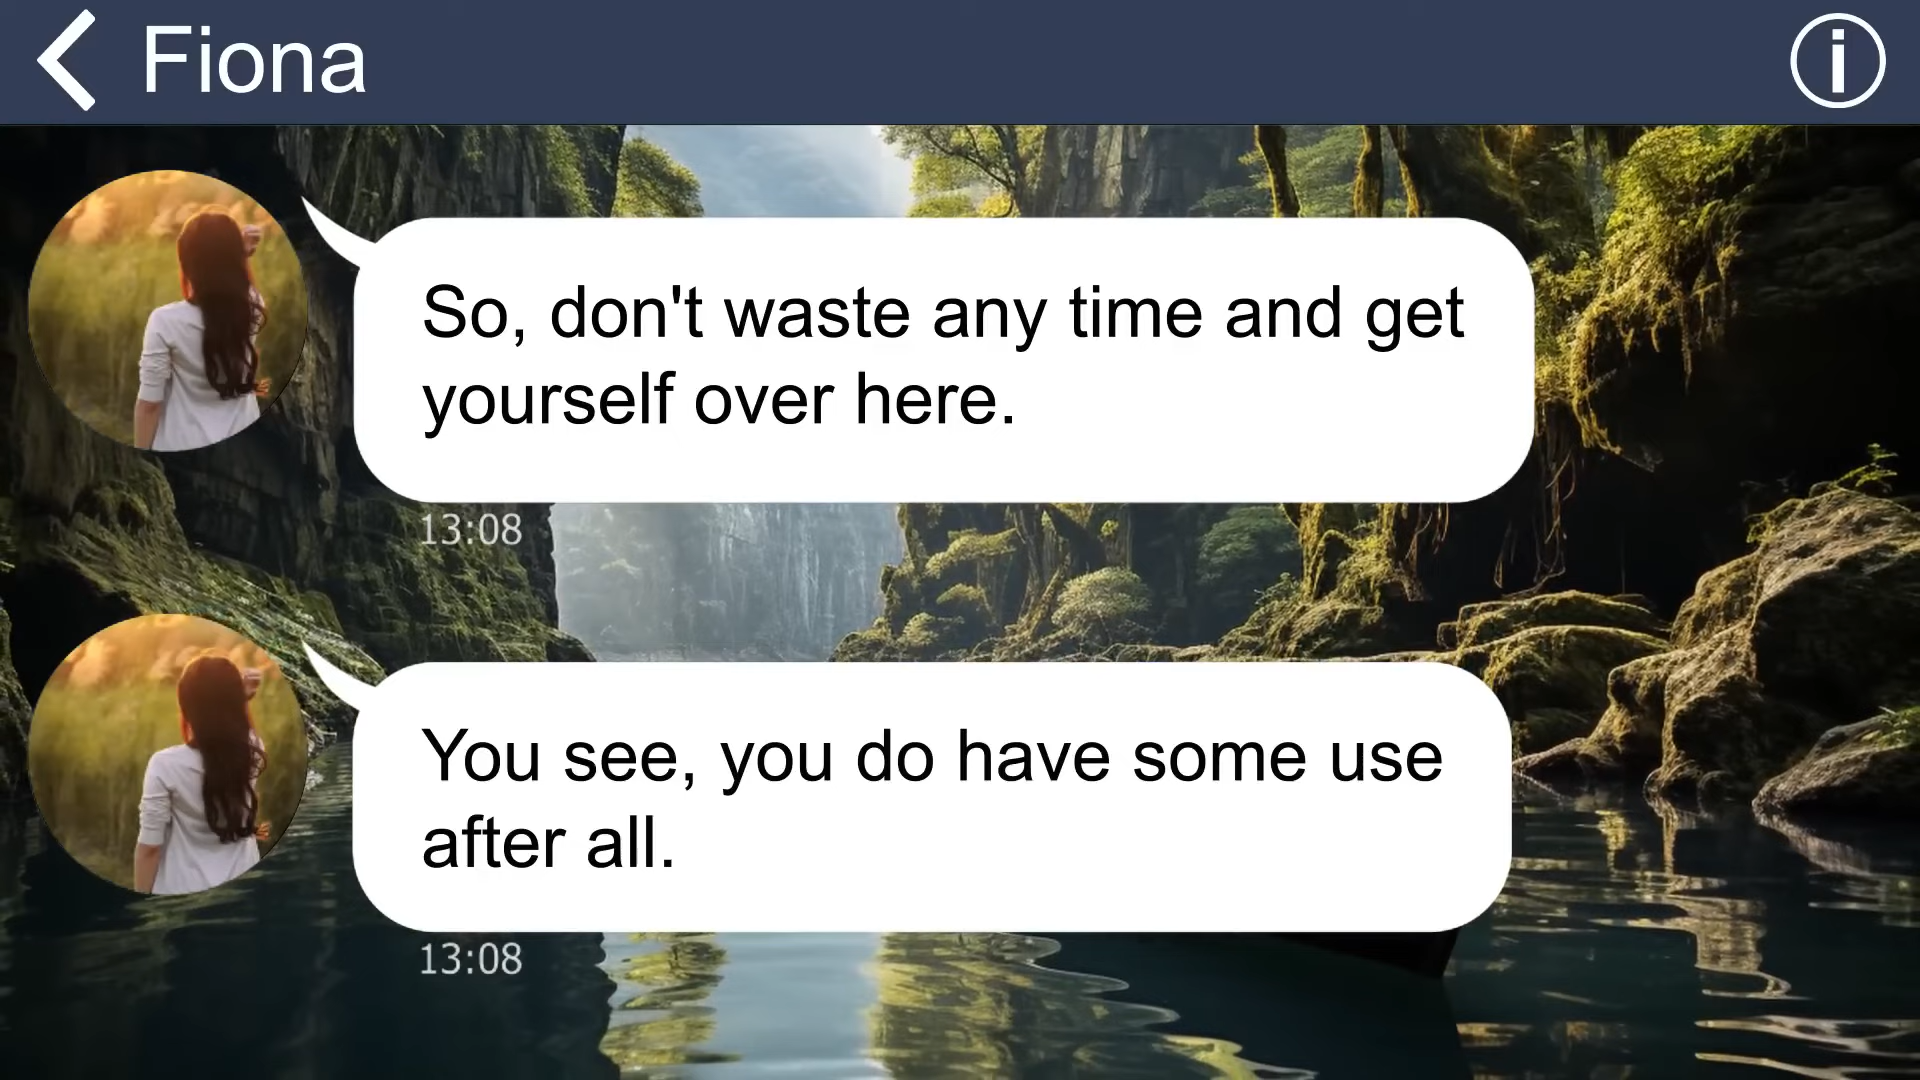 Fiona
So, don't waste any time and get
yourself over here.
13:08
You see, you do have some use
after all.
13:08